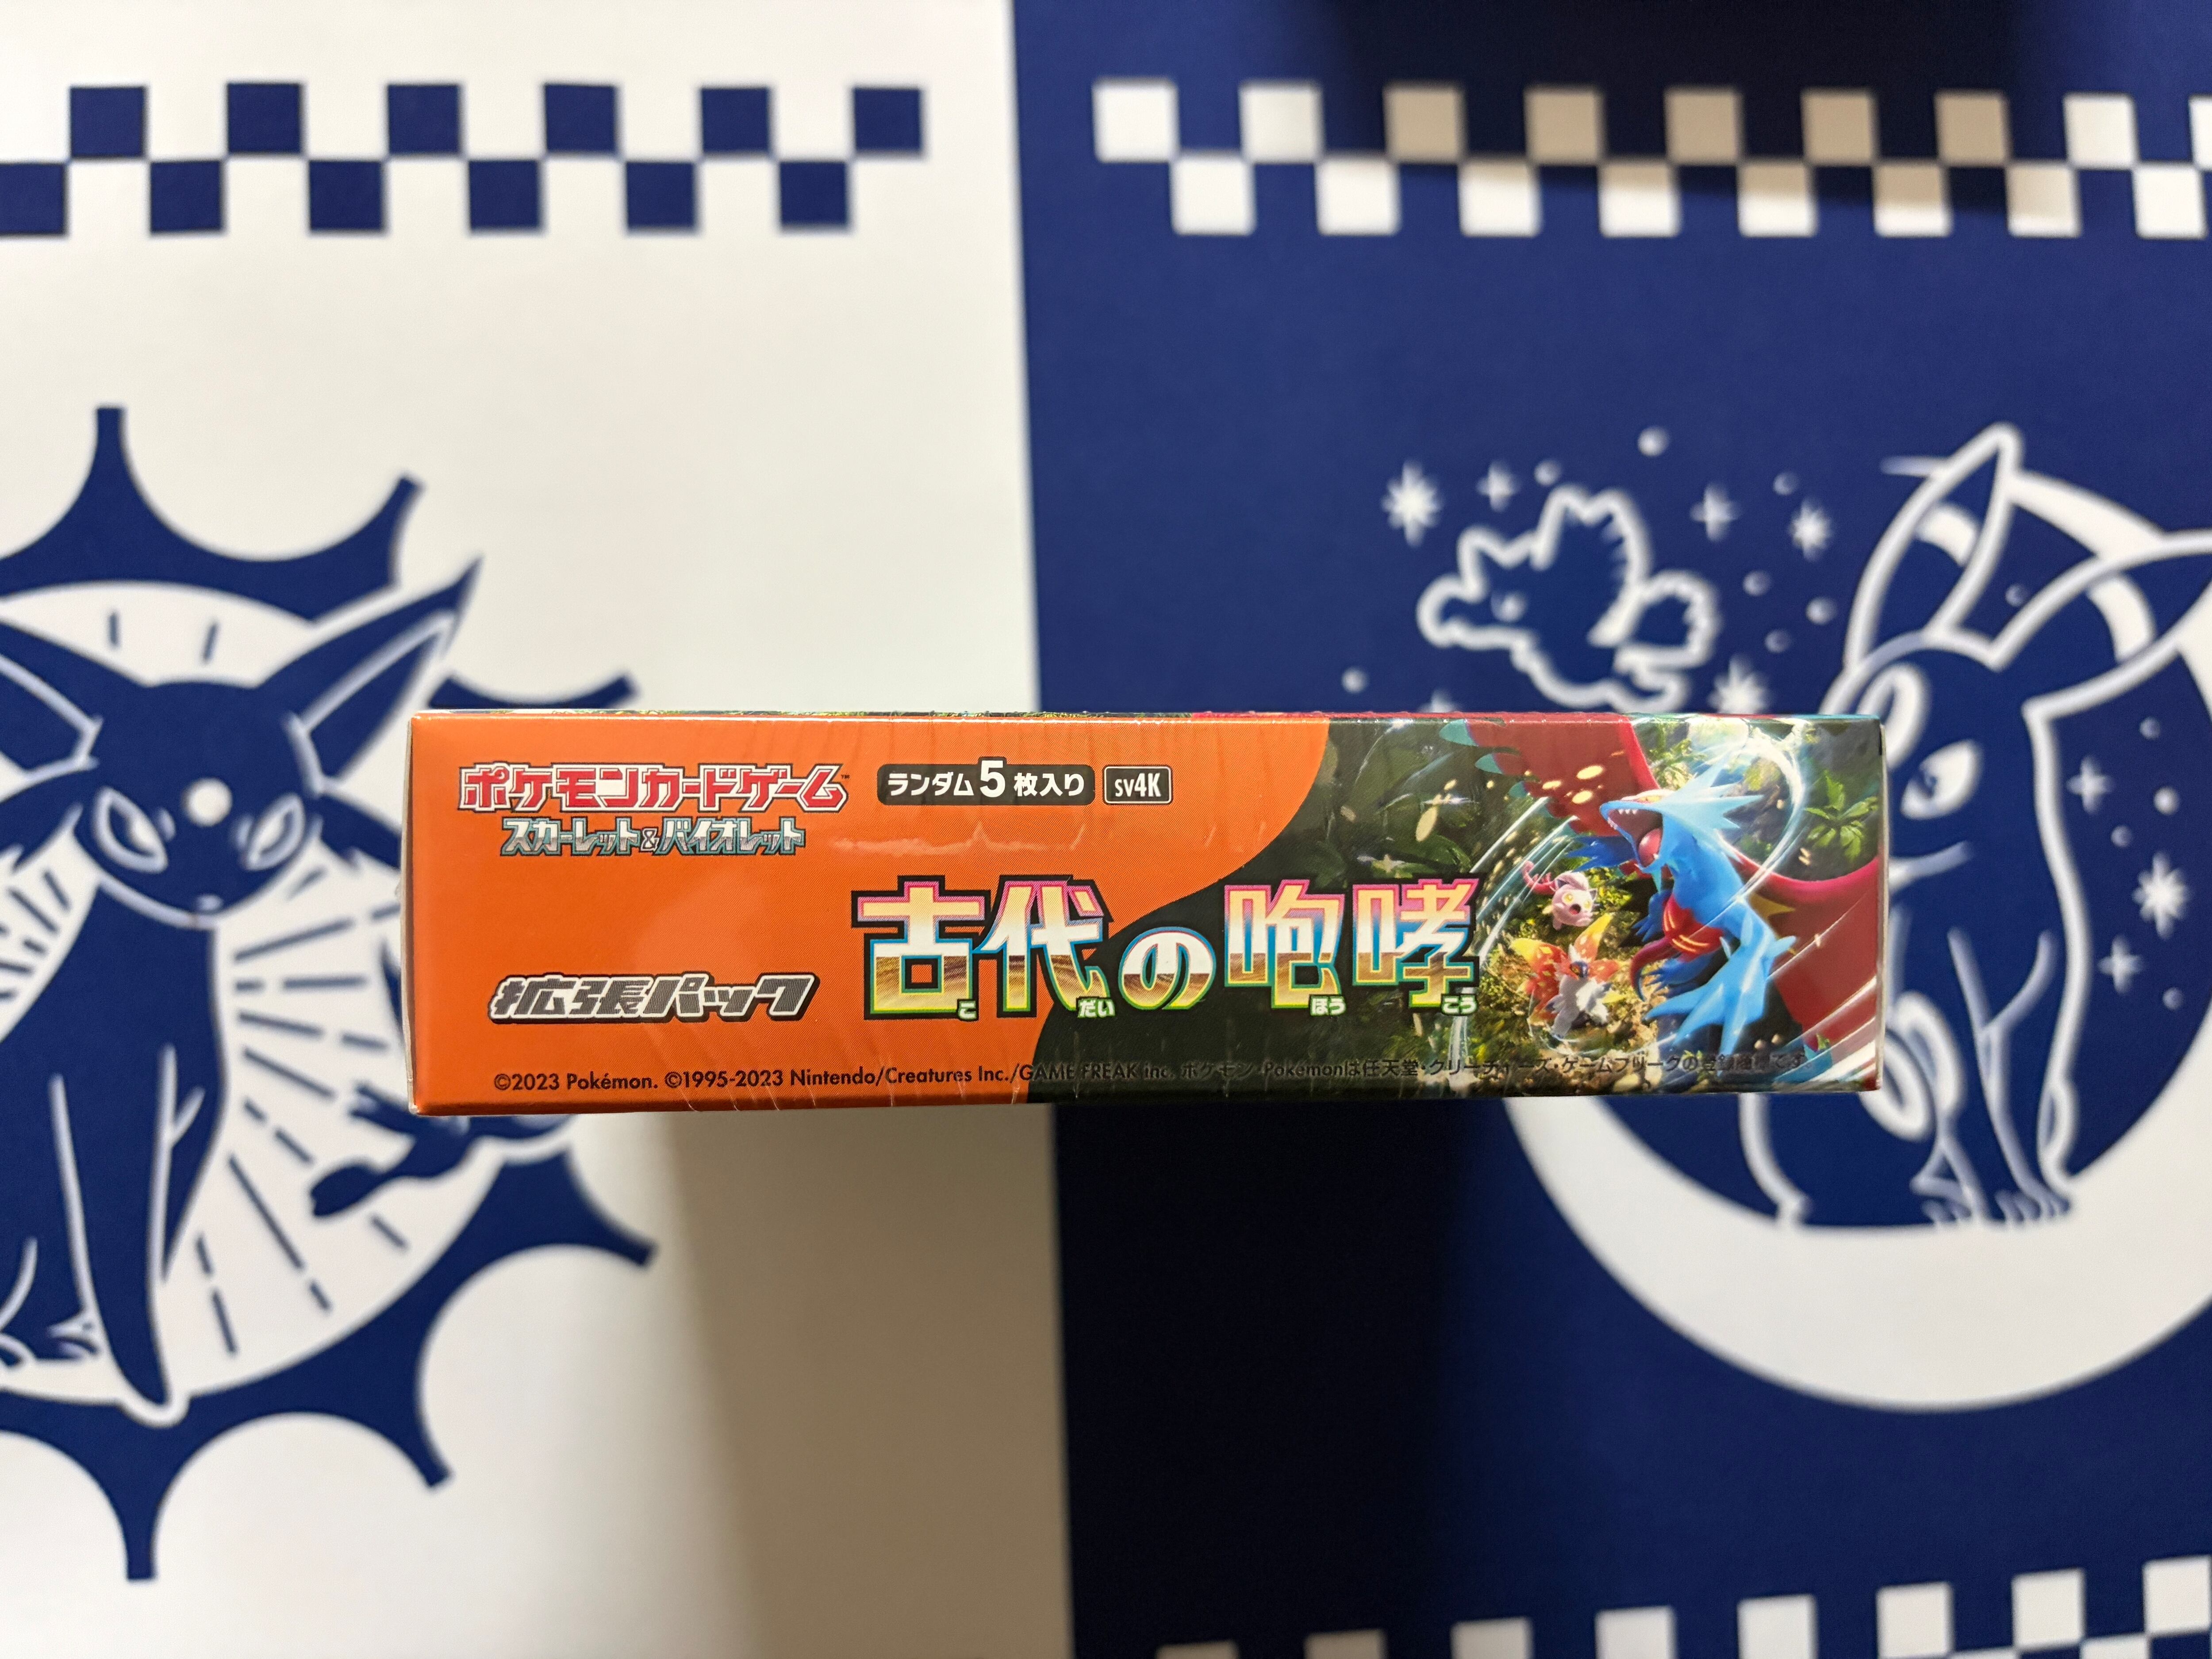 ポケモンカードゲーム™
スカーレット&バイオレット
ランダム5枚入り sv4K
拡張パック
古代の咆哮
こ だい ほう こう
©2023 Pokémon. ©1995-2023 Nintendo/Creatures Inc./GAME FREAK inc. ポケモン・Pokémonは任天堂・クリーチャーズ・ゲームフリークの登録商標です。